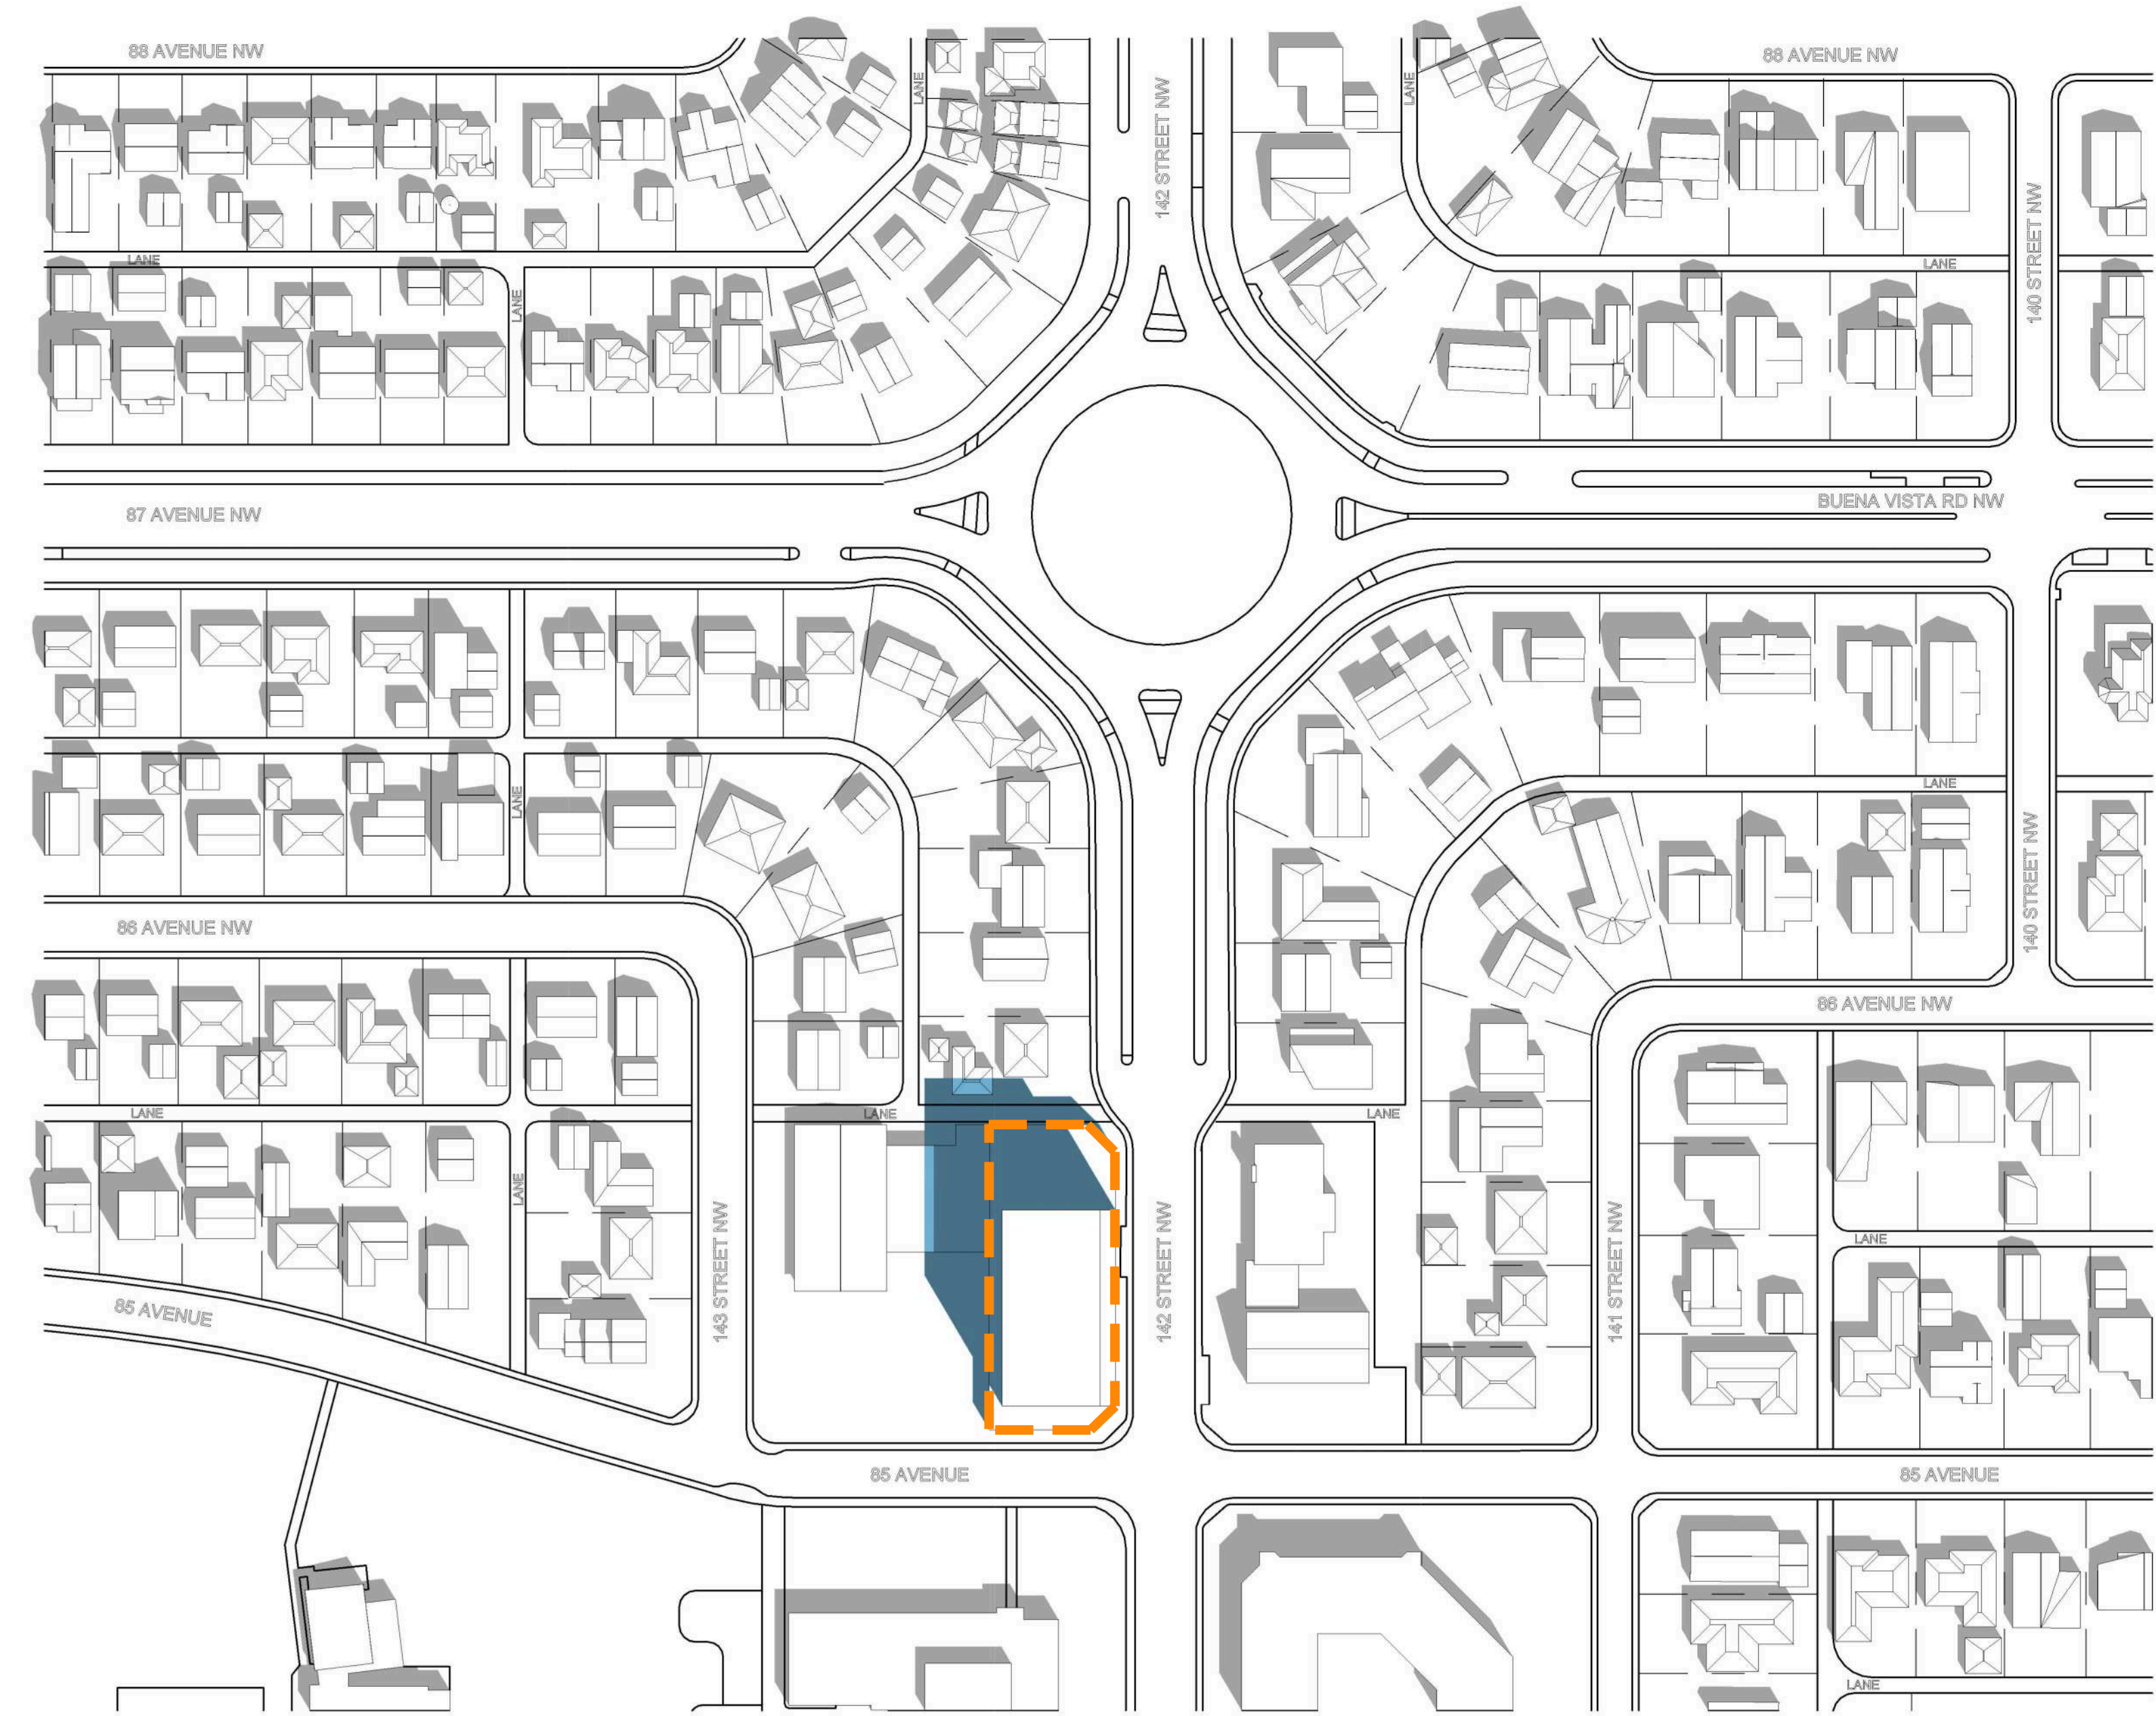 88 AVENUE NW
88 AVENUE NW
LANE
142 STREET NW
LANE
140 STREET NW
LANE
LANE
LANE
87 AVENUE NW
BUENA VISTA RD NW
LANE
LANE
140 STREET NW
86 AVENUE NW
86 AVENUE NW
LANE
LANE
LANE
LANE
143 STREET NW
142 STREET NW
141 STREET NW
LANE
85 AVENUE
85 AVENUE
85 AVENUE
LANE